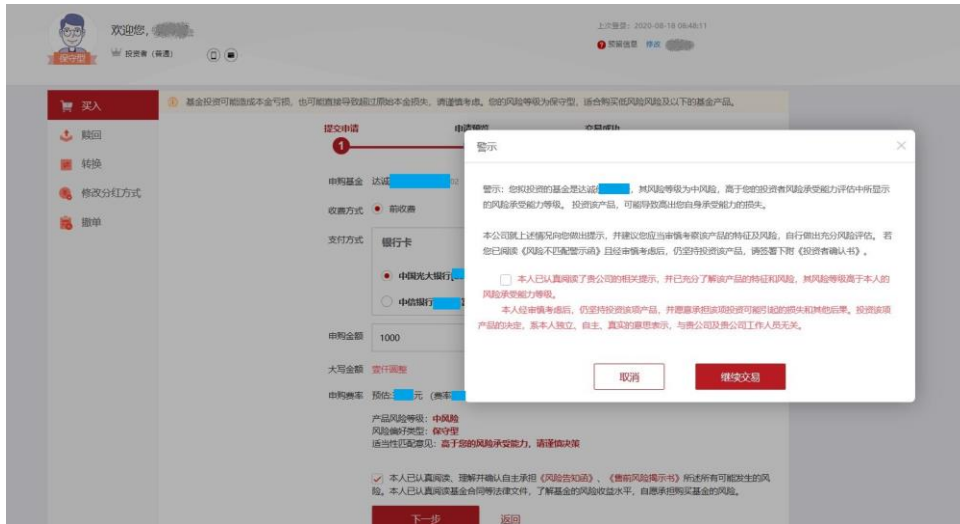 欢迎您,
上次登录: 2020-08-18 08:48:11
投资者 (普通)
预留信息 修改
保守型
买入
赎回
转换
修改分红方式
撤单
基金投资可能造成本金亏损，也可能直接导致超过原始本金损失，请谨慎考虑。您的风险等级为保守型，适合购买低风险风险及以下的基金产品。
提交申请
申请预览
交易成功
1
申购基金 达诚
收费方式 前收费
支付方式 银行卡
中国光大银行
中信银行
申购金额 1000
大写金额 壹仟圆整
申购费率 预估: 元 (费率
产品风险等级: 中风险
风险偏好类型: 保守型
适当性匹配意见: 高于您的风险承受能力，请谨慎决策
本人已认真阅读、理解并确认自主承担《风险告知函》、《售前风险揭示书》所述所有可能发生的风
险。本人已认真阅读基金合同等法律文件，了解基金的风险收益水平，自愿承担购买基金的风险。
下一步 返回
警示
警示: 您拟投资的基金是达诚 ，其风险等级为中风险，高于您的投资者风险承受能力评估中所显示
的风险承受能力等级。 投资该产品，可能导致高出您自身承受能力的损失。
本公司就上述情况向您做出提示，并建议您应当审慎考察该产品的特征及风险，自行做出充分风险评估。 若
您已阅读《风险不匹配警示函》且经审慎考虑后，仍坚持投资该产品，请签署下附《投资者确认书》。
本人已认真阅读了贵公司的相关提示，并已充分了解该产品的特征和风险，其风险等级高于本人的
风险承受能力等级。
本人经审慎考虑后，仍坚持投资该项产品，并愿意承担该项投资可能引起的损失和其他后果。投资该项
产品的决定，系本人独立、自主、真实的意思表示，与贵公司及贵公司工作人员无关。
取消 继续交易